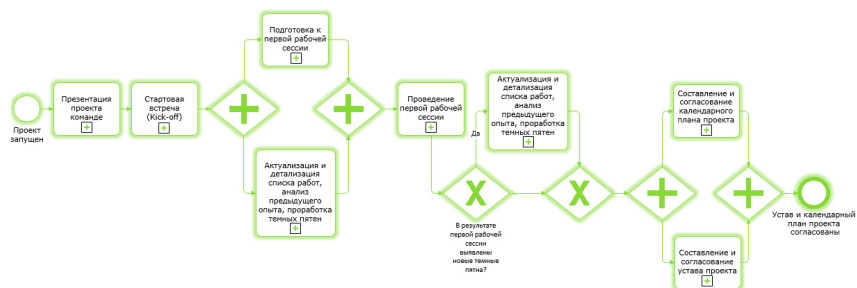 Проект
запущен
Презентация
проекта
команде
Стартовая
встреча
(Kick-off)
Подготовка к
первой рабочей
сессии
Актуализация и
детализация
списка работ,
анализ
предыдущего
опыта, проработка
темных пятен
Проведение
первой рабочей
сессии
В результате
первой рабочей
сессии
выявлены
новые темные
пятна?
Да
Актуализация и
детализация
списка работ,
анализ
предыдущего
опыта, проработка
темных пятен
Составление и
согласование
календарного
плана проекта
Составление и
согласование
устава проекта
Устав и календарный
план проекта
согласованы